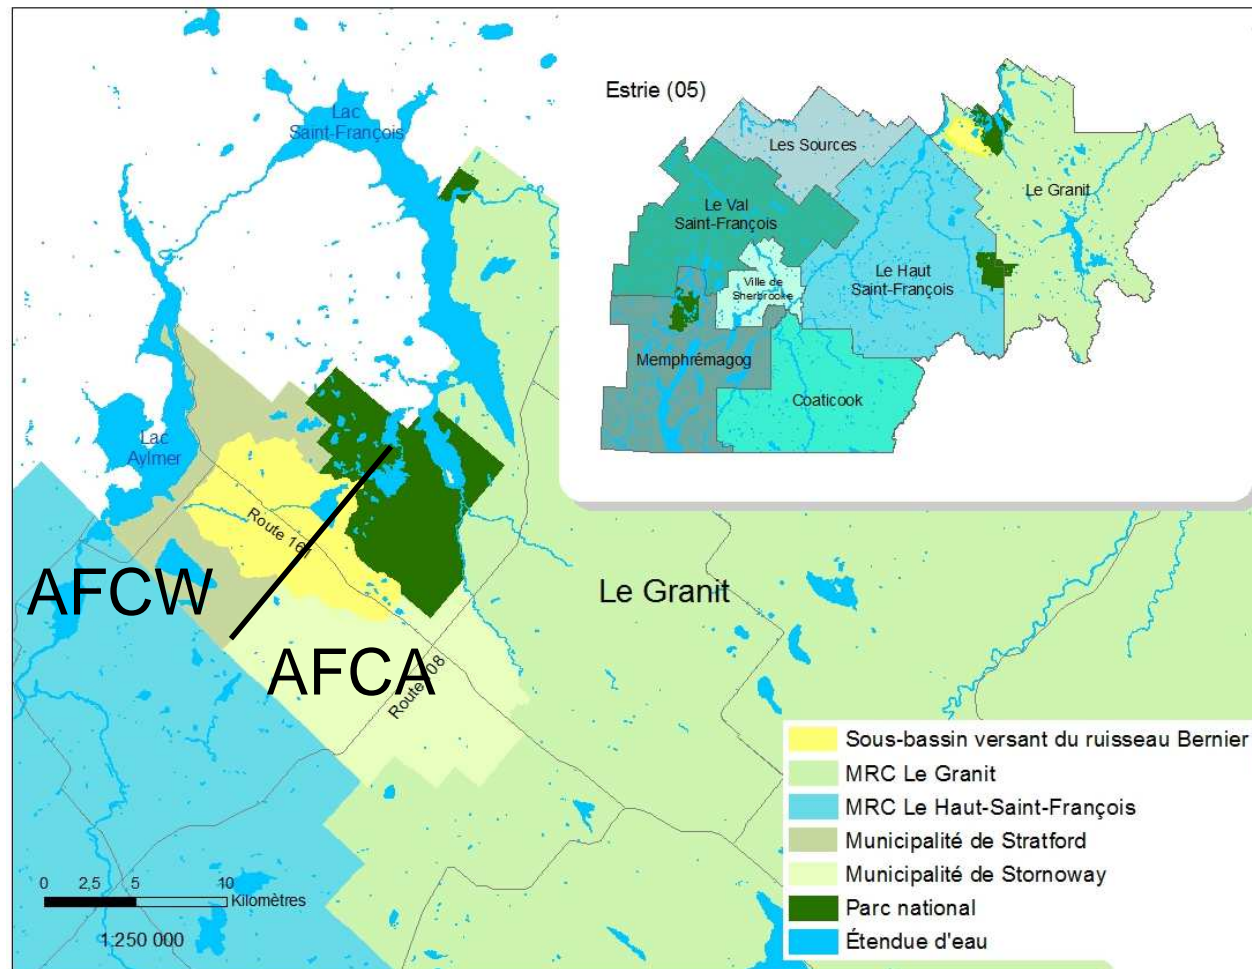 Lac
Saint-François
Lac
Aylmer
Route 161
AFCW
AFCA
Route 108
Le Granit
0 2,5 5 10
Kilomètres
1:250 000
Estrie (05)
Les Sources
Le Val
Saint-François
Ville de
Sherbrooke
Le Haut
Saint-François
Le Granit
Memphrémagog
Coaticook
Sous-bassin versant du ruisseau Bernier
MRC Le Granit
MRC Le Haut-Saint-François
Municipalité de Stratford
Municipalité de Stornoway
Parc national
Étendue d'eau